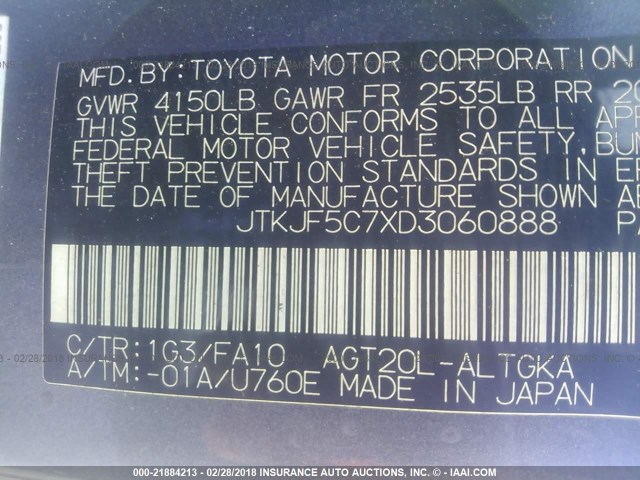 MFD. BY: TOYOTA MOTOR CORPORATION
GVWR 4150LB GAWR FR 2535LB RR
THIS VEHICLE CONFORMS TO ALL
FEDERAL MOTOR VEHICLE SAFETY,
THEFT PREVENTION STANDARDS IN
THE DATE OF MANUFACTURE SHOWN
JTKJF5C7XD3060888
C/TR: 1G3/FA10 AGT20L-ALTGKA
A/TM: -01A/U760E MADE IN JAPAN
000-21884213 - 02/28/2018 INSURANCE AUTO AUCTIONS, INC. - © - IAAI.COM